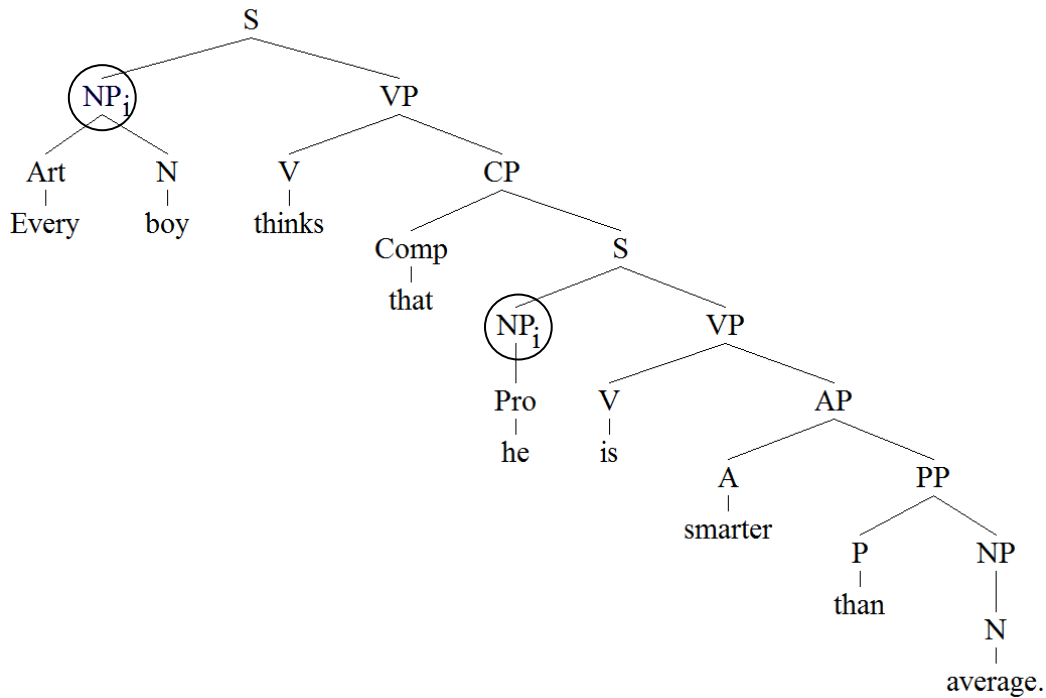 S
NPi VP
Art N V CP
Every boy thinks
Comp S
that
NPi VP
Pro V AP
he is
A PP
smarter
P NP
than
N
average.